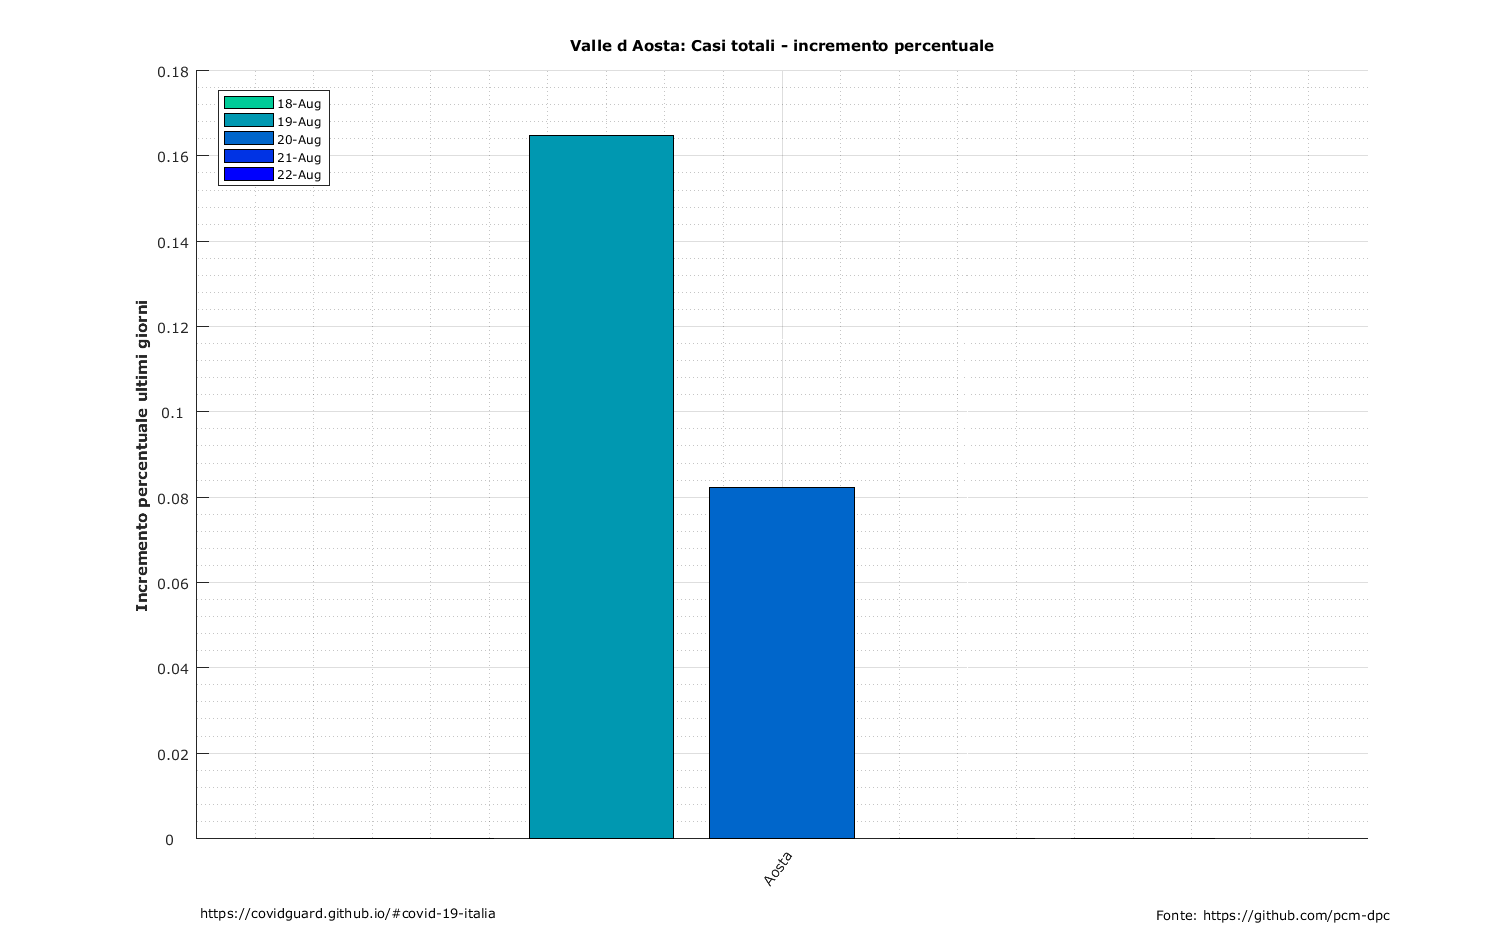 Valle d Aosta: Casi totali - incremento percentuale
0.18
0.16
0.14
0.12
0.1
0.08
0.06
0.04
0.02
0
Incremento percentuale ultimi giorni
18-Aug
19-Aug
20-Aug
21-Aug
22-Aug
Aosta
https://covidguard.github.io/#covid-19-italia
Fonte: https://github.com/pcm-dpc